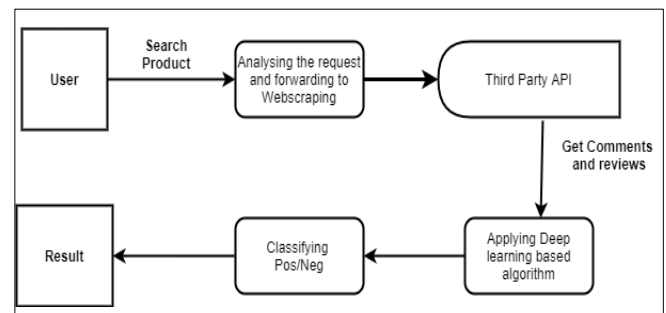 User
Search
Product
Analysing the request
and forwarding to
Webscraping
Third Party API
Get Comments
and reviews
Applying Deep
learning based
algorithm
Classifying
Pos/Neg
Result